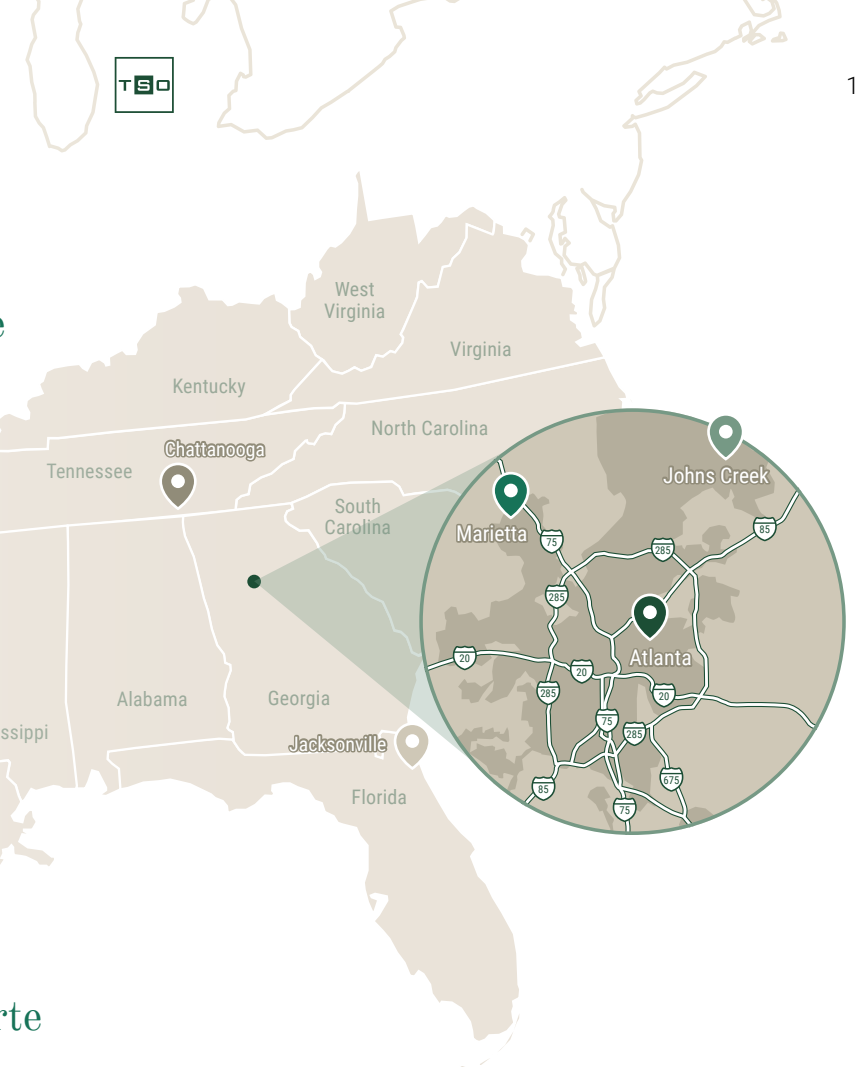 TSO
1
e
West
Virginia
Virginia
Kentucky
North Carolina
Chattanooga
Tennessee
South
Carolina
Johns Creek
Marietta
75
285
85
285
Atlanta
20
20
285
20
Alabama
Georgia
75
285
ssippi
Jacksonville
675
85
Florida
75
rte